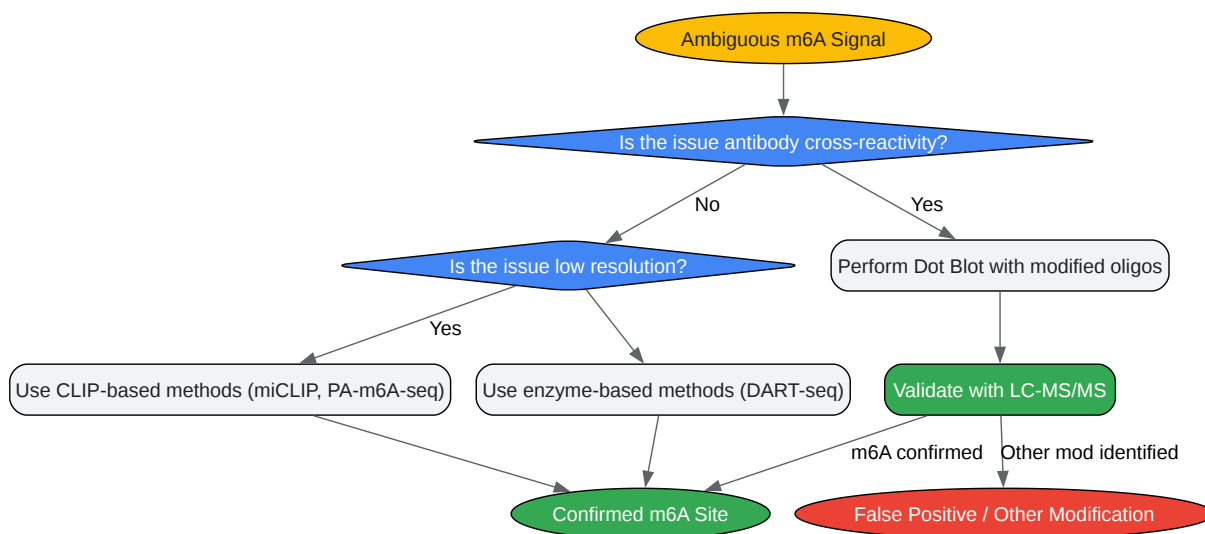 Ambiguous m6A Signal
Is the issue antibody cross-reactivity?
No
Yes
Is the issue low resolution?
Perform Dot Blot with modified oligos
Yes
Use CLIP-based methods (miCLIP, PA-m6A-seq)
Use enzyme-based methods (DART-seq)
Validate with LC-MS/MS
m6A confirmed
Other mod identified
Confirmed m6A Site
False Positive / Other Modification